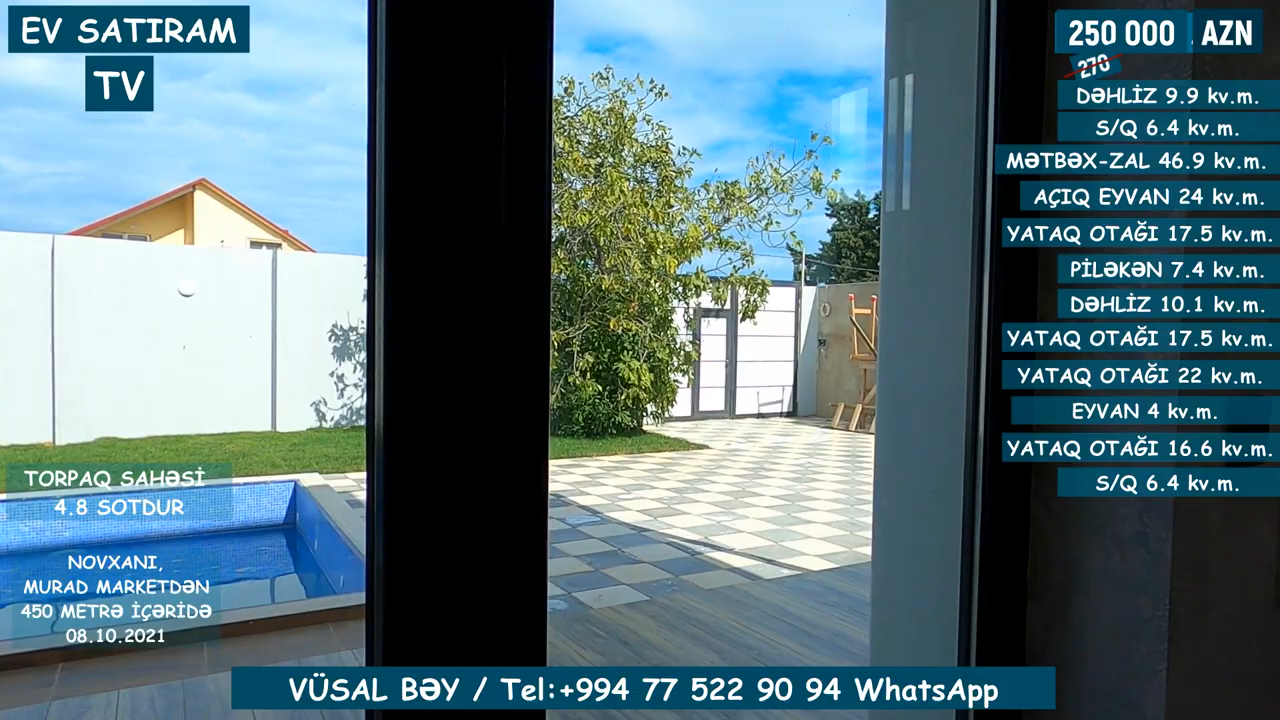 EV SATIRAM
TV
250 000 AZN
270
DƏHLİZ 9.9 kv.m.
S/Q 6.4 kv.m.
MƏTBƏX-ZAL 46.9 kv.m.
AÇIQ EYVAN 24 kv.m.
YATAQ OTAĞI 17.5 kv.m.
PİLƏKƏN 7.4 kv.m.
DƏHLİZ 10.1 kv.m.
YATAQ OTAĞI 17.5 kv.m.
YATAQ OTAĞI 22 kv.m.
EYVAN 4 kv.m.
YATAQ OTAĞI 16.6 kv.m.
S/Q 6.4 kv.m.
TORPAQ SAHƏSİ
4.8 SOTDUR
NOVXANI,
MURAD MARKETDƏN
450 METRƏ İÇƏRİDƏ
08.10.2021
VÜSAL BƏY / Tel:+994 77 522 90 94 WhatsApp